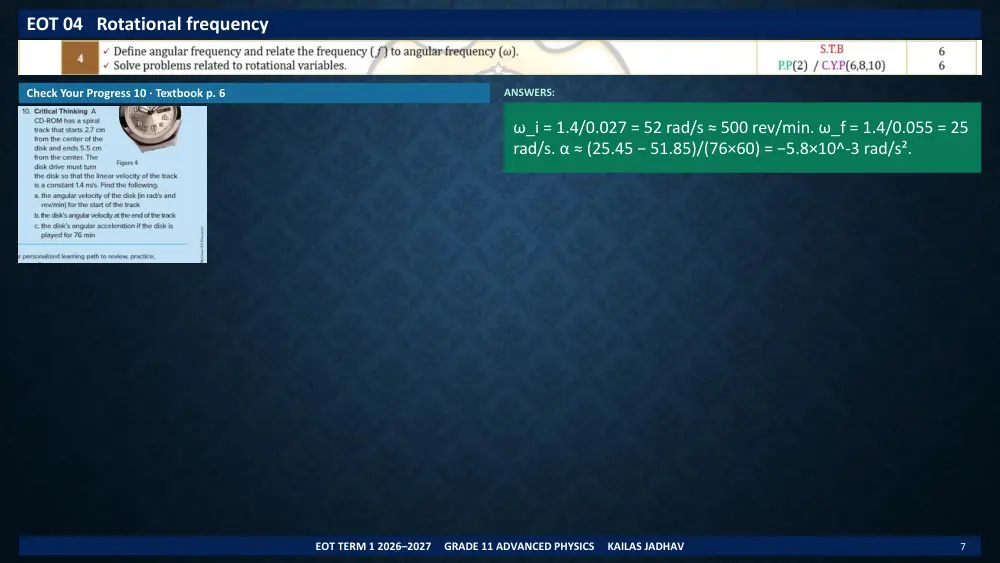 EOT 04 Rotational frequency
4
✓ Define angular frequency and relate the frequency (f) to angular frequency (ω).
✓ Solve problems related to rotational variables.
S.T.B
P.P(2) / C.Y.P(6,8,10)
6
6
Check Your Progress 10 · Textbook p. 6
10. Critical Thinking A
CD-ROM has a spiral
track that starts 2.7 cm
from the center of the
disk and ends 5.5 cm
from the center. The
disk drive must turn
the disk so that the linear velocity of the track
is a constant 1.4 m/s. Find the following.
a. the angular velocity of the disk (in rad/s and
rev/min) for the start of the track
b. the disk's angular velocity at the end of the track
c. the disk's angular acceleration if the disk is
played for 76 min
Figure 4
r personalized learning path to review, practice,
ANSWERS:
ω_i = 1.4/0.027 = 52 rad/s ≈ 500 rev/min. ω_f = 1.4/0.055 = 25
rad/s. α ≈ (25.45 − 51.85)/(76×60) = −5.8×10^-3 rad/s².
EOT TERM 1 2026–2027 GRADE 11 ADVANCED PHYSICS KAILAS JADHAV
7